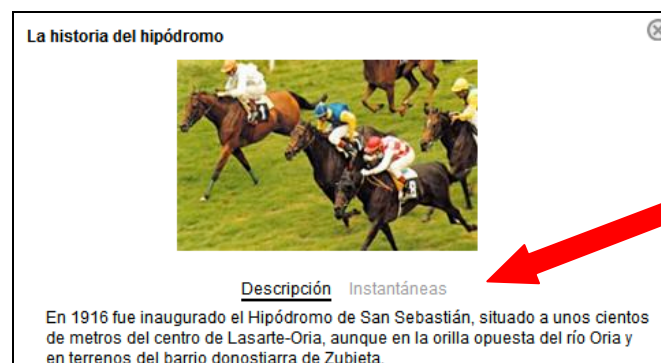 La historia del hipódromo
Descripción Instantáneas
En 1916 fue inaugurado el Hipódromo de San Sebastián, situado a unos cientos
de metros del centro de Lasarte-Oria, aunque en la orilla opuesta del río Oria y
en terrenos del barrio donostiarra de Zubieta.